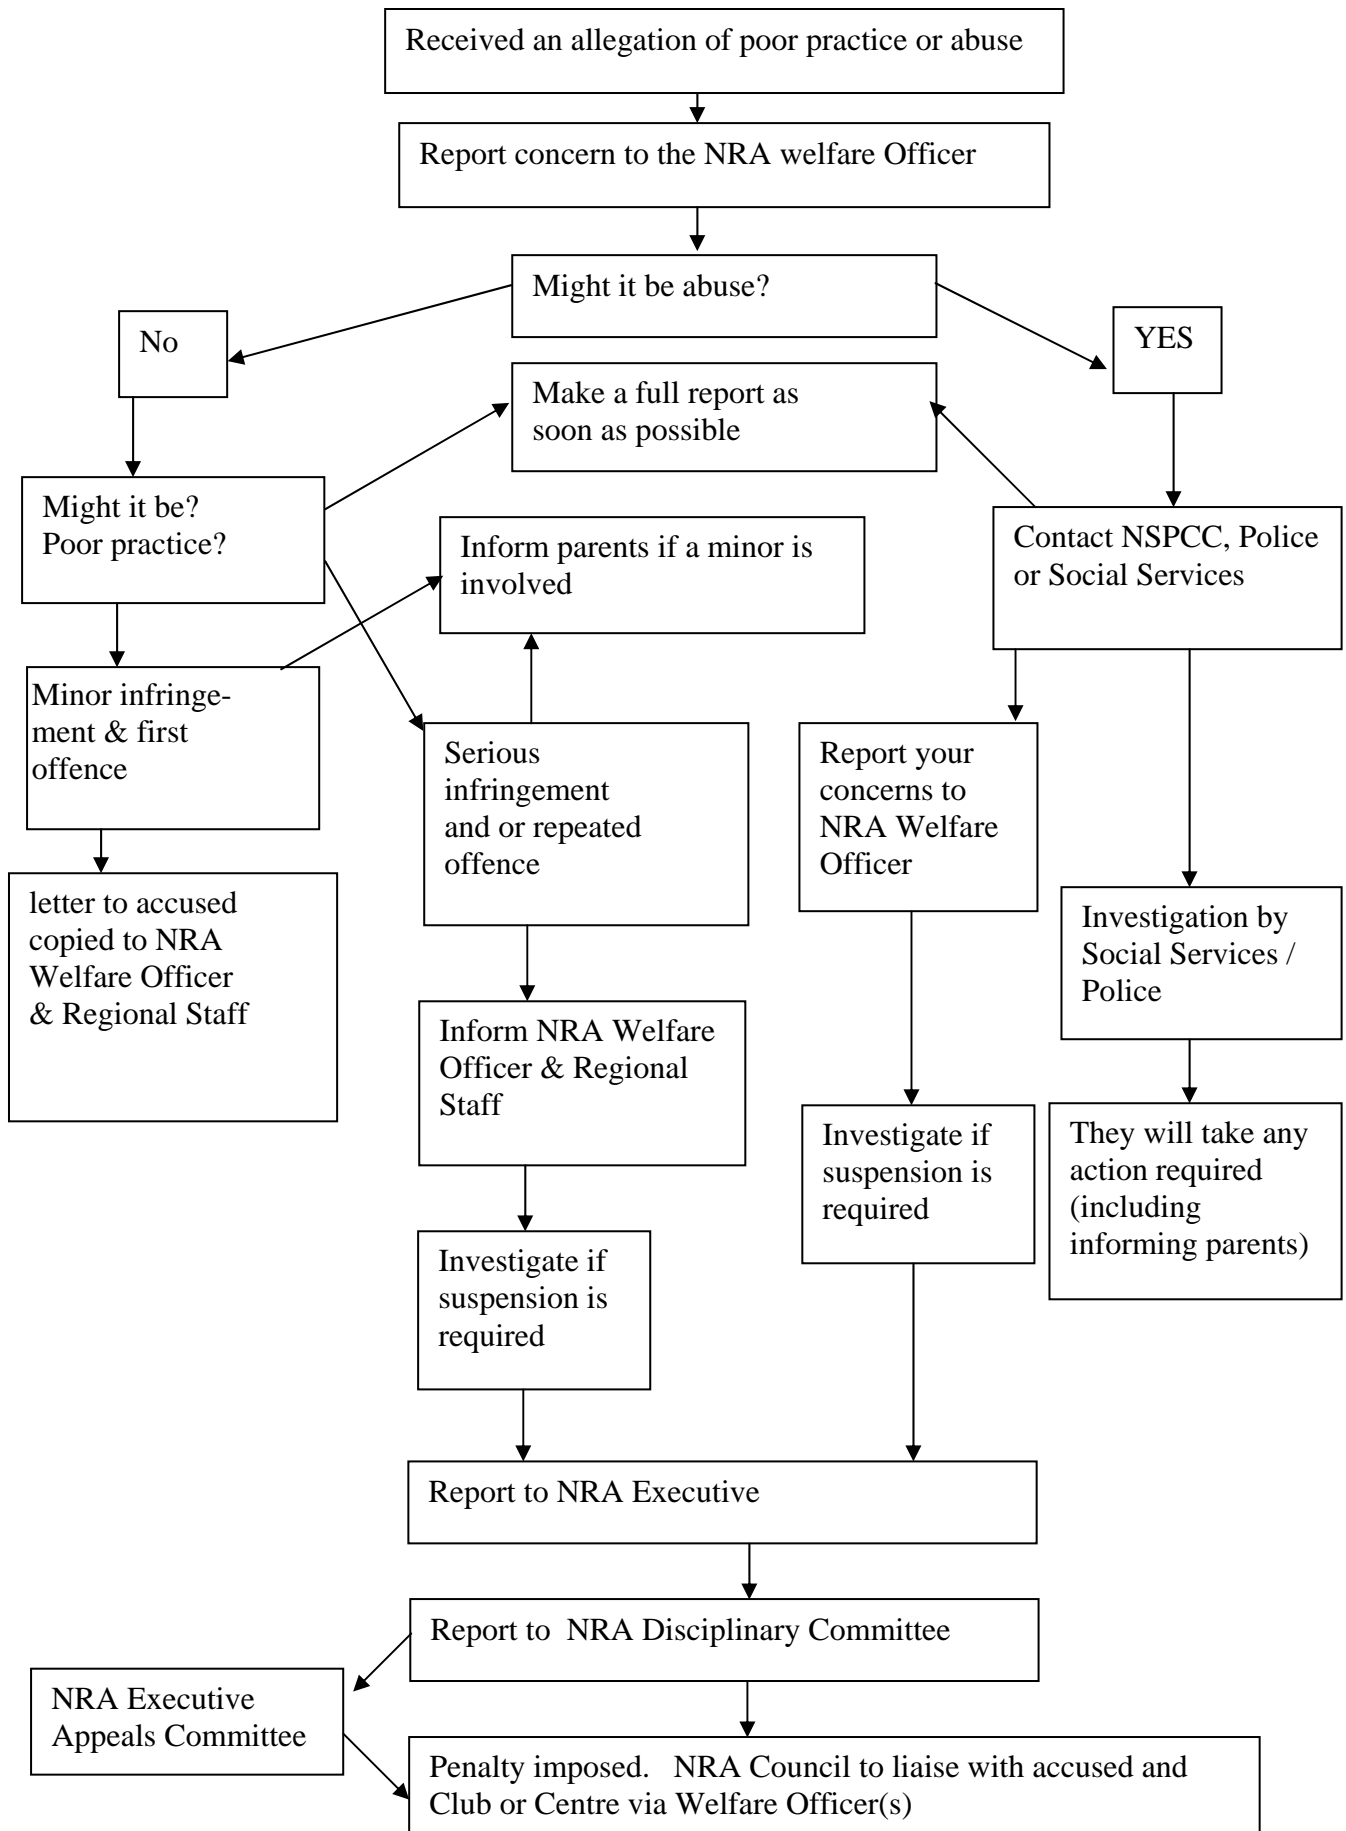 Received an allegation of poor practice or abuse
Report concern to the NRA welfare Officer
Might it be abuse?
No
YES
Make a full report as
soon as possible
Might it be?
Poor practice?
Inform parents if a minor is
involved
Contact NSPCC, Police
or Social Services
Minor infringe-
ment & first
offence
Serious
infringement
and or repeated
offence
Report your
concerns to
NRA Welfare
Officer
letter to accused
copied to NRA
Welfare Officer
& Regional Staff
Investigation by
Social Services /
Police
Inform NRA Welfare
Officer & Regional
Staff
Investigate if
suspension is
required
They will take any
action required
(including
informing parents)
Investigate if
suspension is
required
Report to NRA Executive
Report to  NRA Disciplinary Committee
NRA Executive
Appeals Committee
Penalty imposed.   NRA Council to liaise with accused and
Club or Centre via Welfare Officer(s)